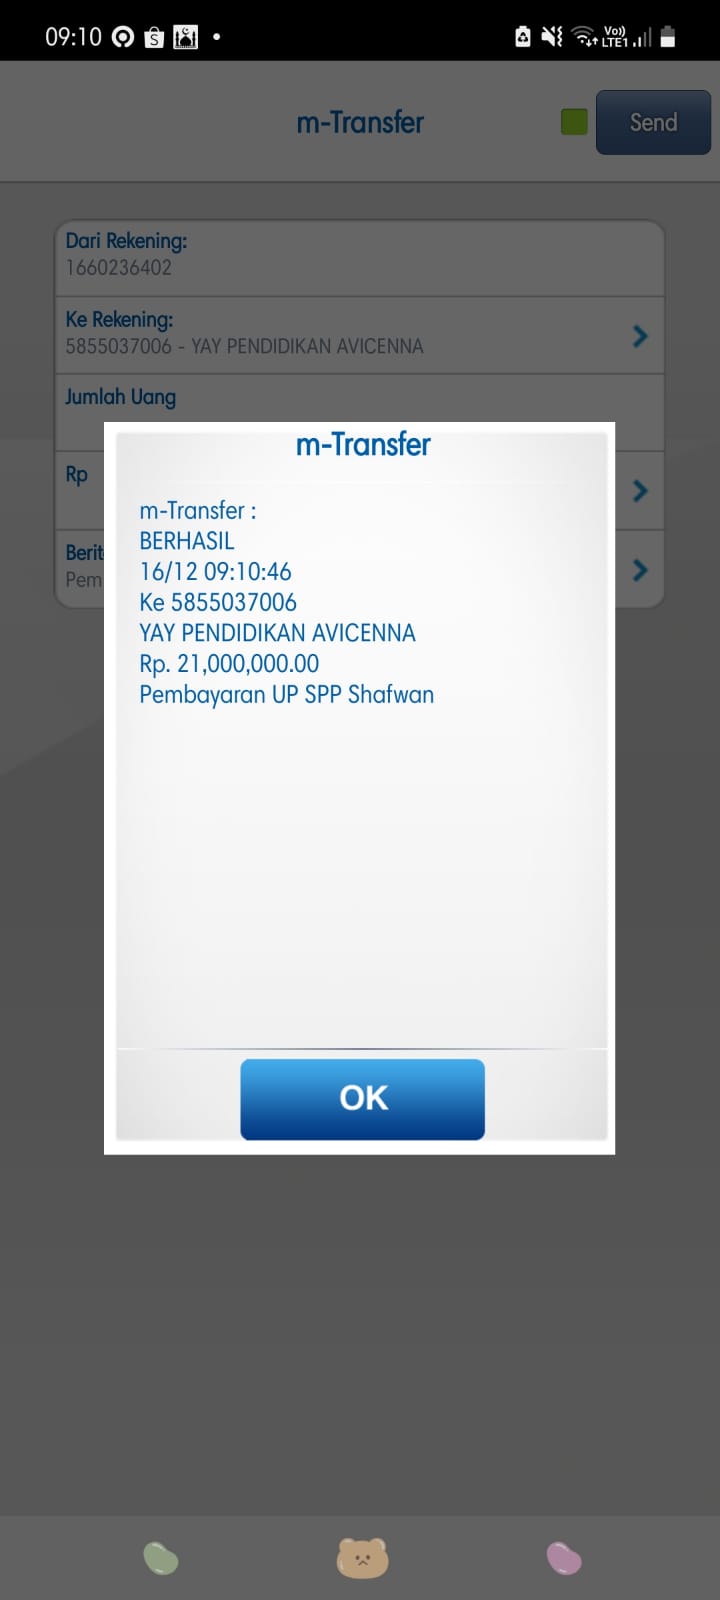 09:10
Vo))
LTE1
m-Transfer
Send
Dari Rekening:
1660236402
Ke Rekening:
5855037006 - YAY PENDIDIKAN AVICENNA
Jumlah Uang
Rp
Berit
Pem
m-Transfer
m-Transfer :
BERHASIL
16/12 09:10:46
Ke 5855037006
YAY PENDIDIKAN AVICENNA
Rp. 21,000,000.00
Pembayaran UP SPP Shafwan
OK